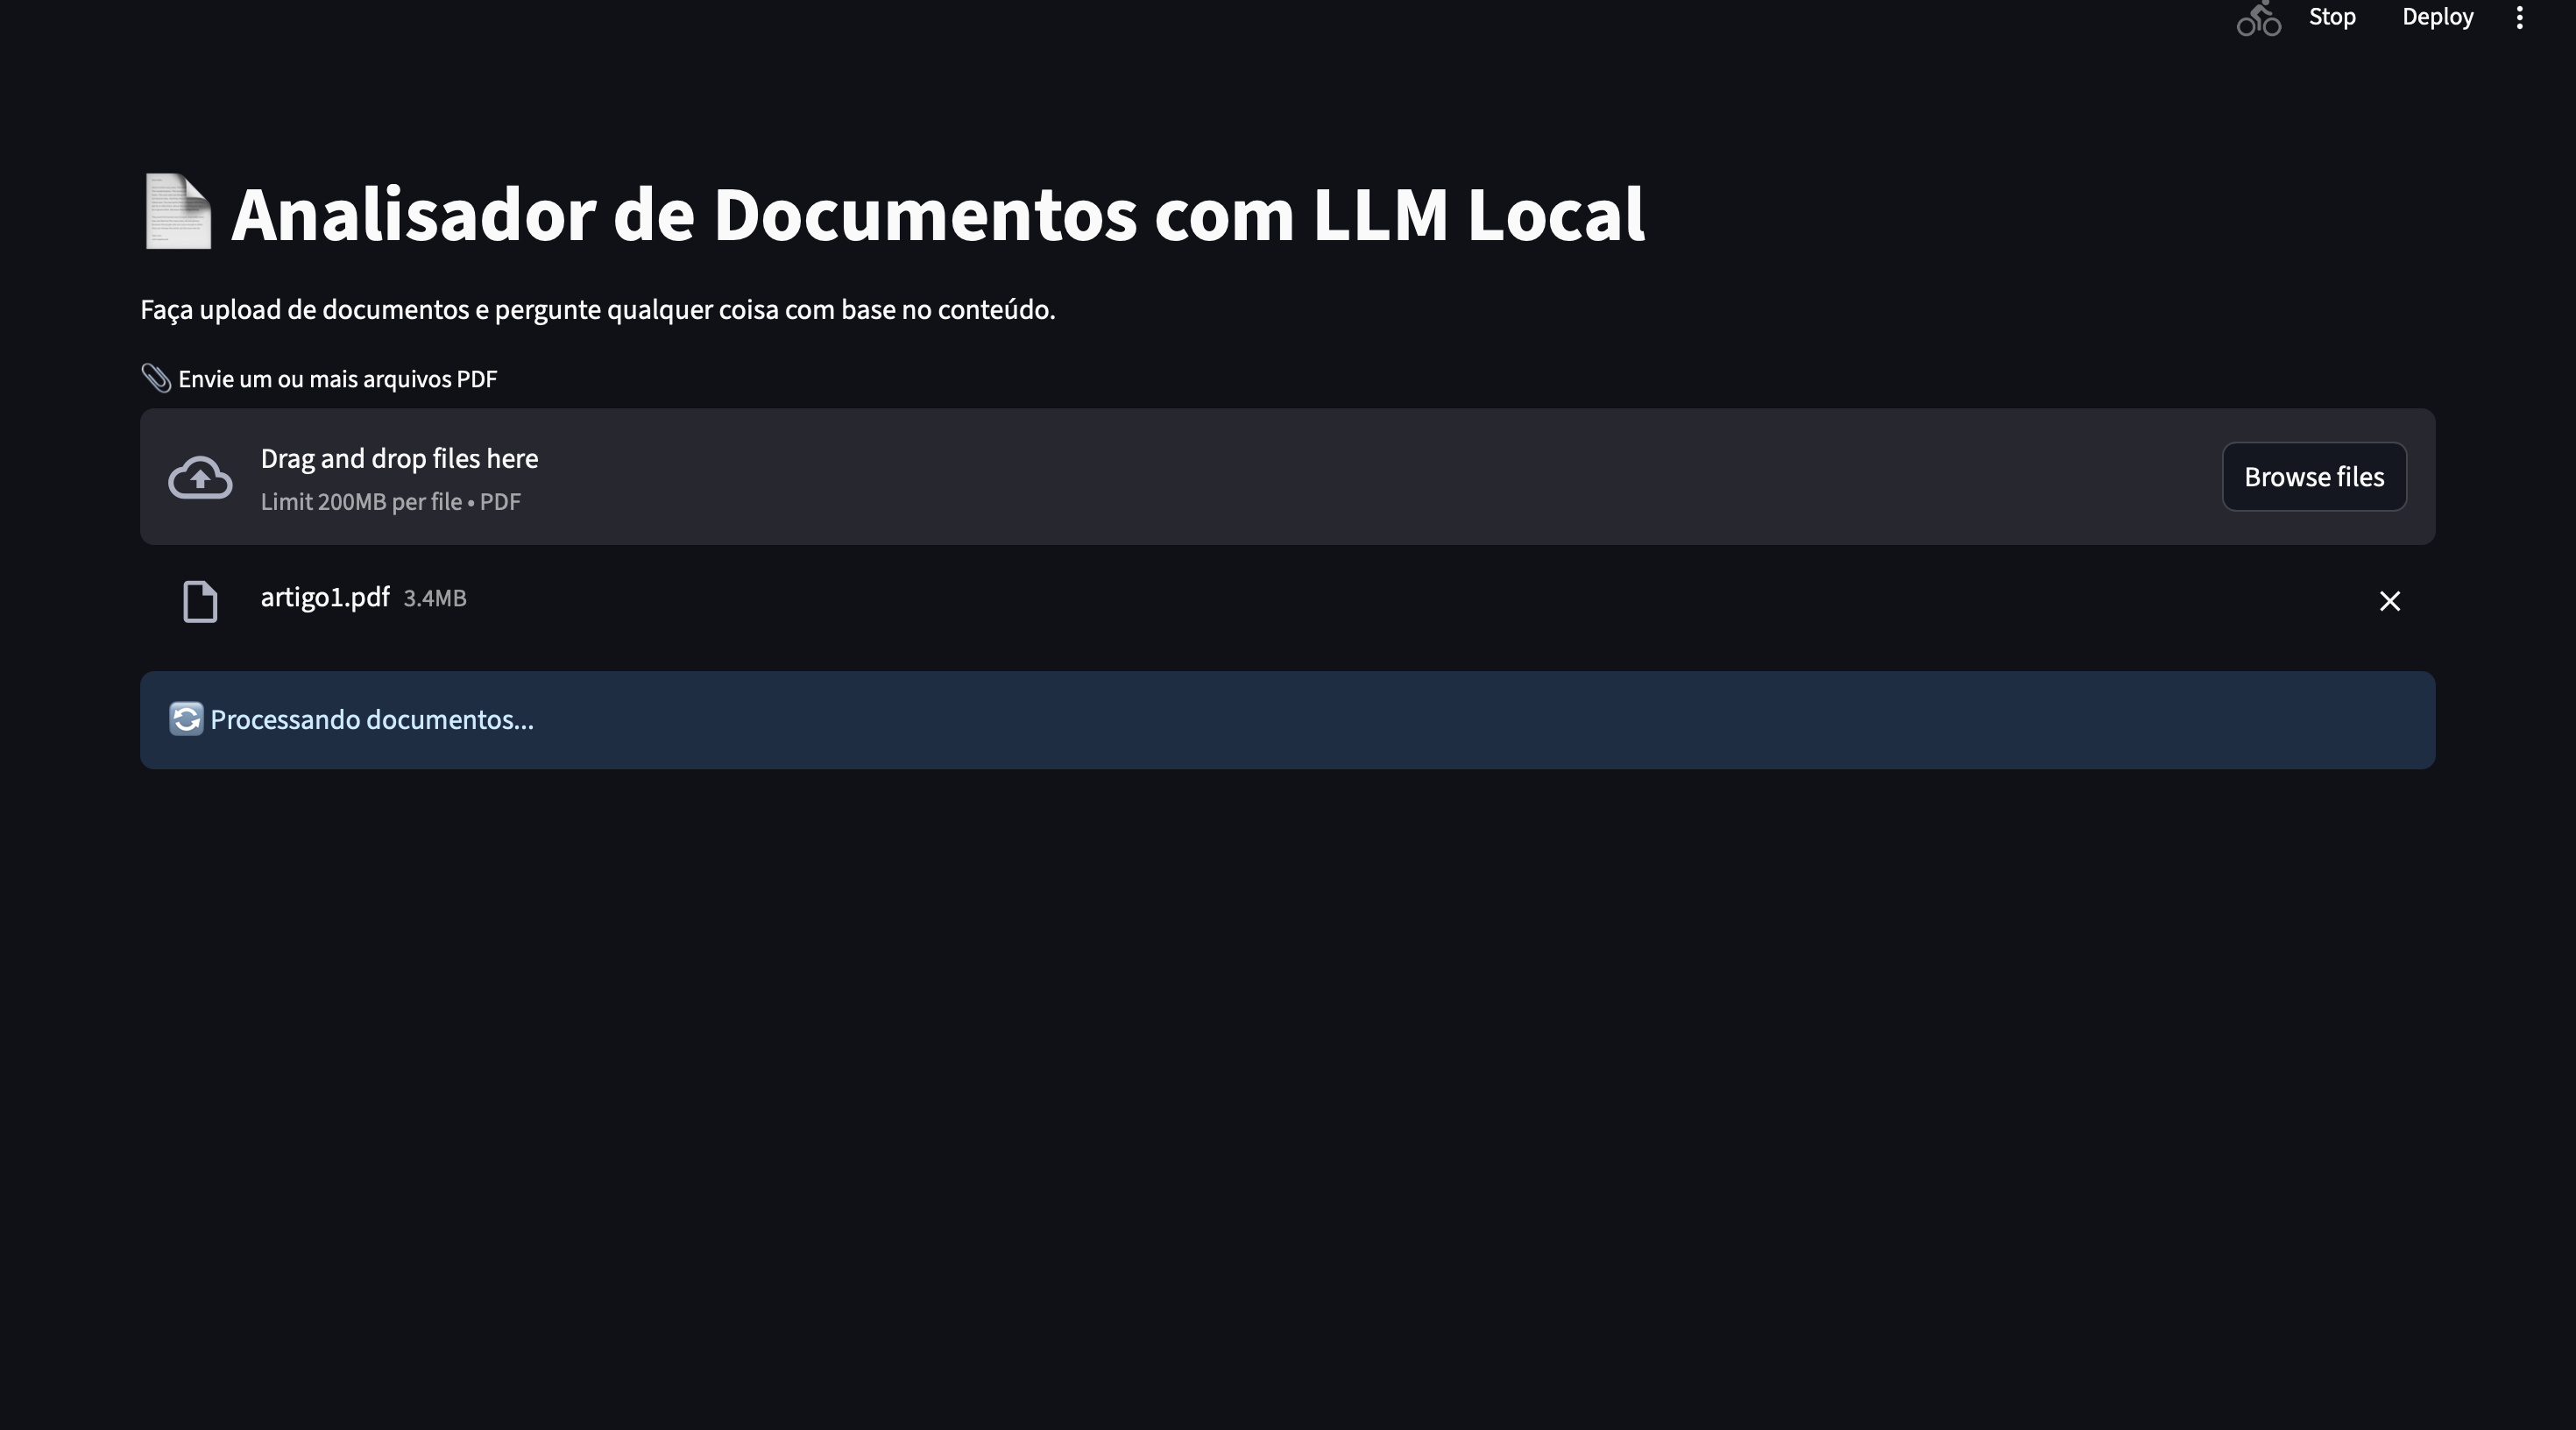 Stop Deploy
Analisador de Documentos com LLM Local
Faça upload de documentos e pergunte qualquer coisa com base no conteúdo.
Envie um ou mais arquivos PDF
Drag and drop files here
Limit 200MB per file • PDF
Browse files
artigo1.pdf 3.4MB
Processando documentos...